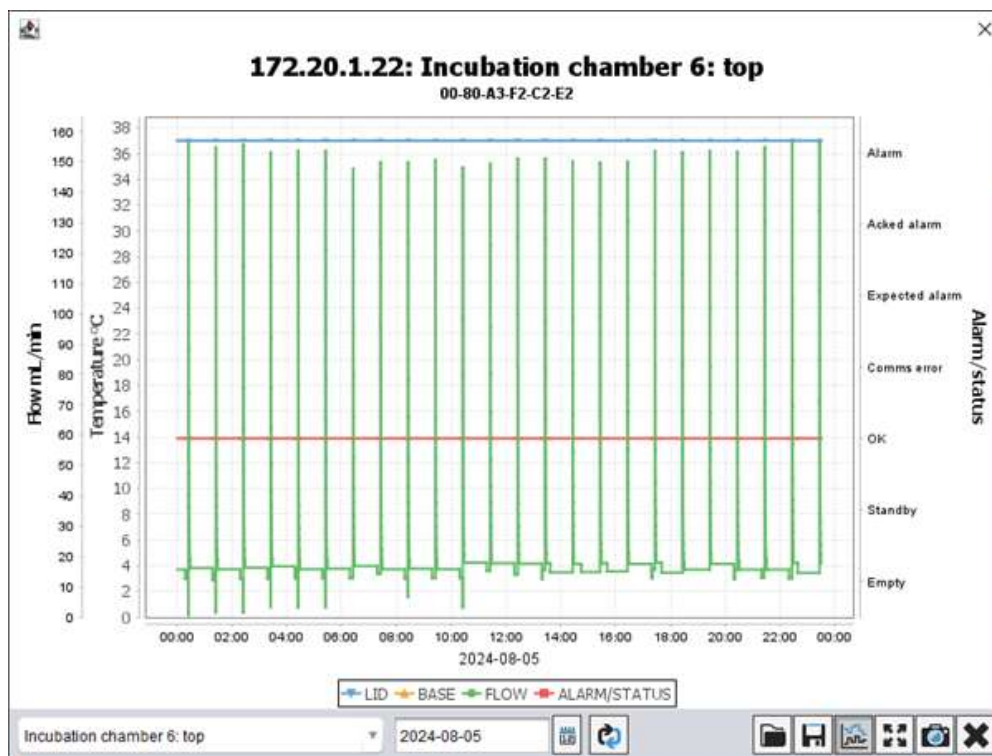 172.20.1.22: Incubation chamber 6: top
00-80-A3-F2-C2-E2
Flow mL/min
160
150
140
130
120
110
100
90
80
70
60
50
40
30
20
10
0
Temperature °C
38
36
34
32
30
28
26
24
22
20
18
16
14
12
10
8
6
4
2
0
Alarm
Acked alarm
Expected alarm
Comms error
OK
Standby
Empty
Alarm/status
00:00 02:00 04:00 06:00 08:00 10:00 12:00 14:00 16:00 18:00 20:00 22:00 00:00
2024-08-05
LID BASE FLOW ALARM/STATUS
Incubation chamber 6: top 2024-08-05